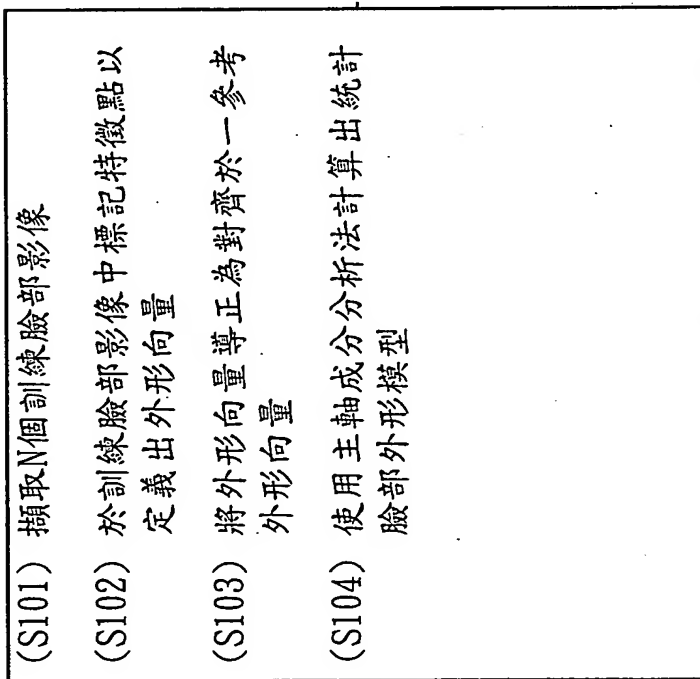 (S101) 擷取N個訓練臉部影像
(S102) 於訓練臉部影像中標記特徵點以
定義出外形向量
(S103) 將外形向量導正為對齊於一參考
外形向量
(S104) 使用主軸成分分析法計算出統計
臉部外形模型